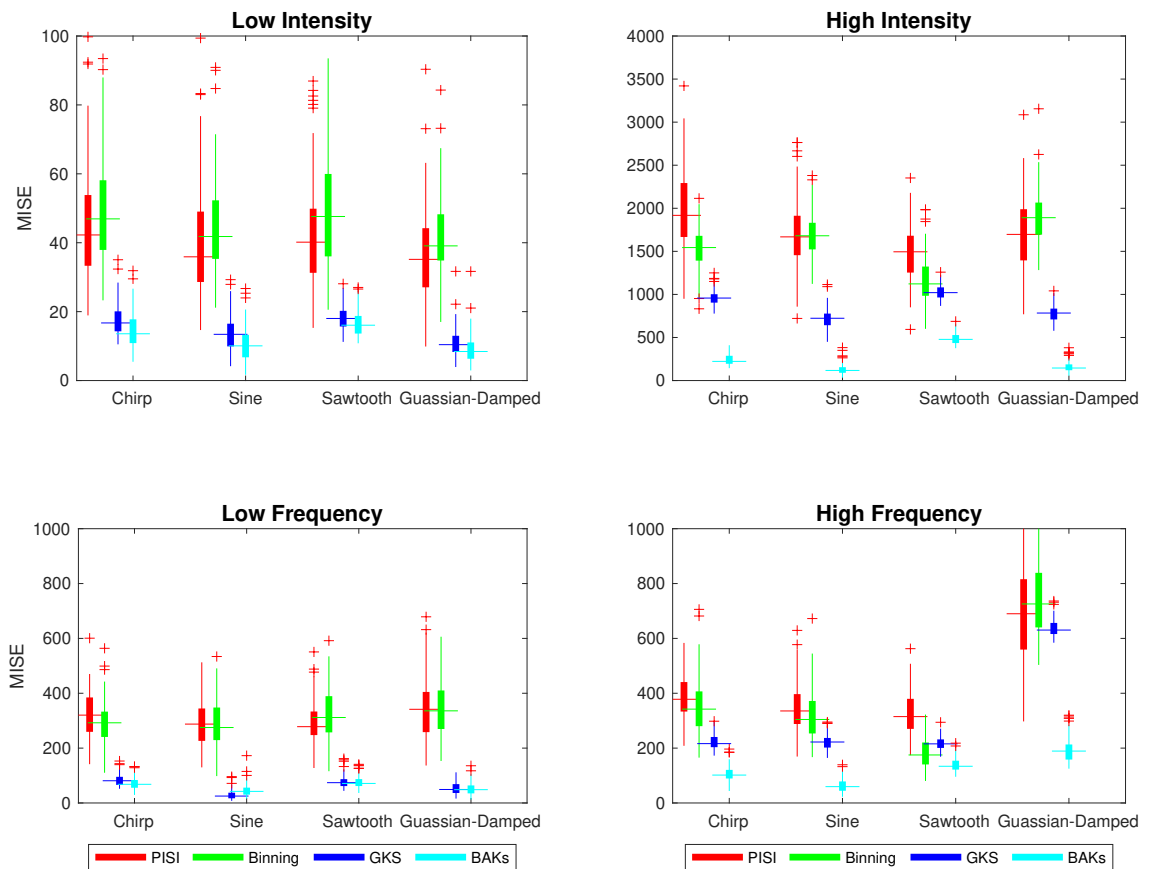 Low Intensity
MISE
100
80
60
40
20
0
Chirp
Sine
Sawtooth
Guassian-Damped
High Intensity
4000
3500
3000
2500
2000
1500
1000
500
0
Chirp
Sine
Sawtooth
Guassian-Damped
Low Frequency
MISE
1000
800
600
400
200
0
Chirp
Sine
Sawtooth
Guassian-Damped
PISI Binning GKS BAKs
High Frequency
1000
800
600
400
200
0
Chirp
Sine
Sawtooth
Guassian-Damped
PISI Binning GKS BAKs